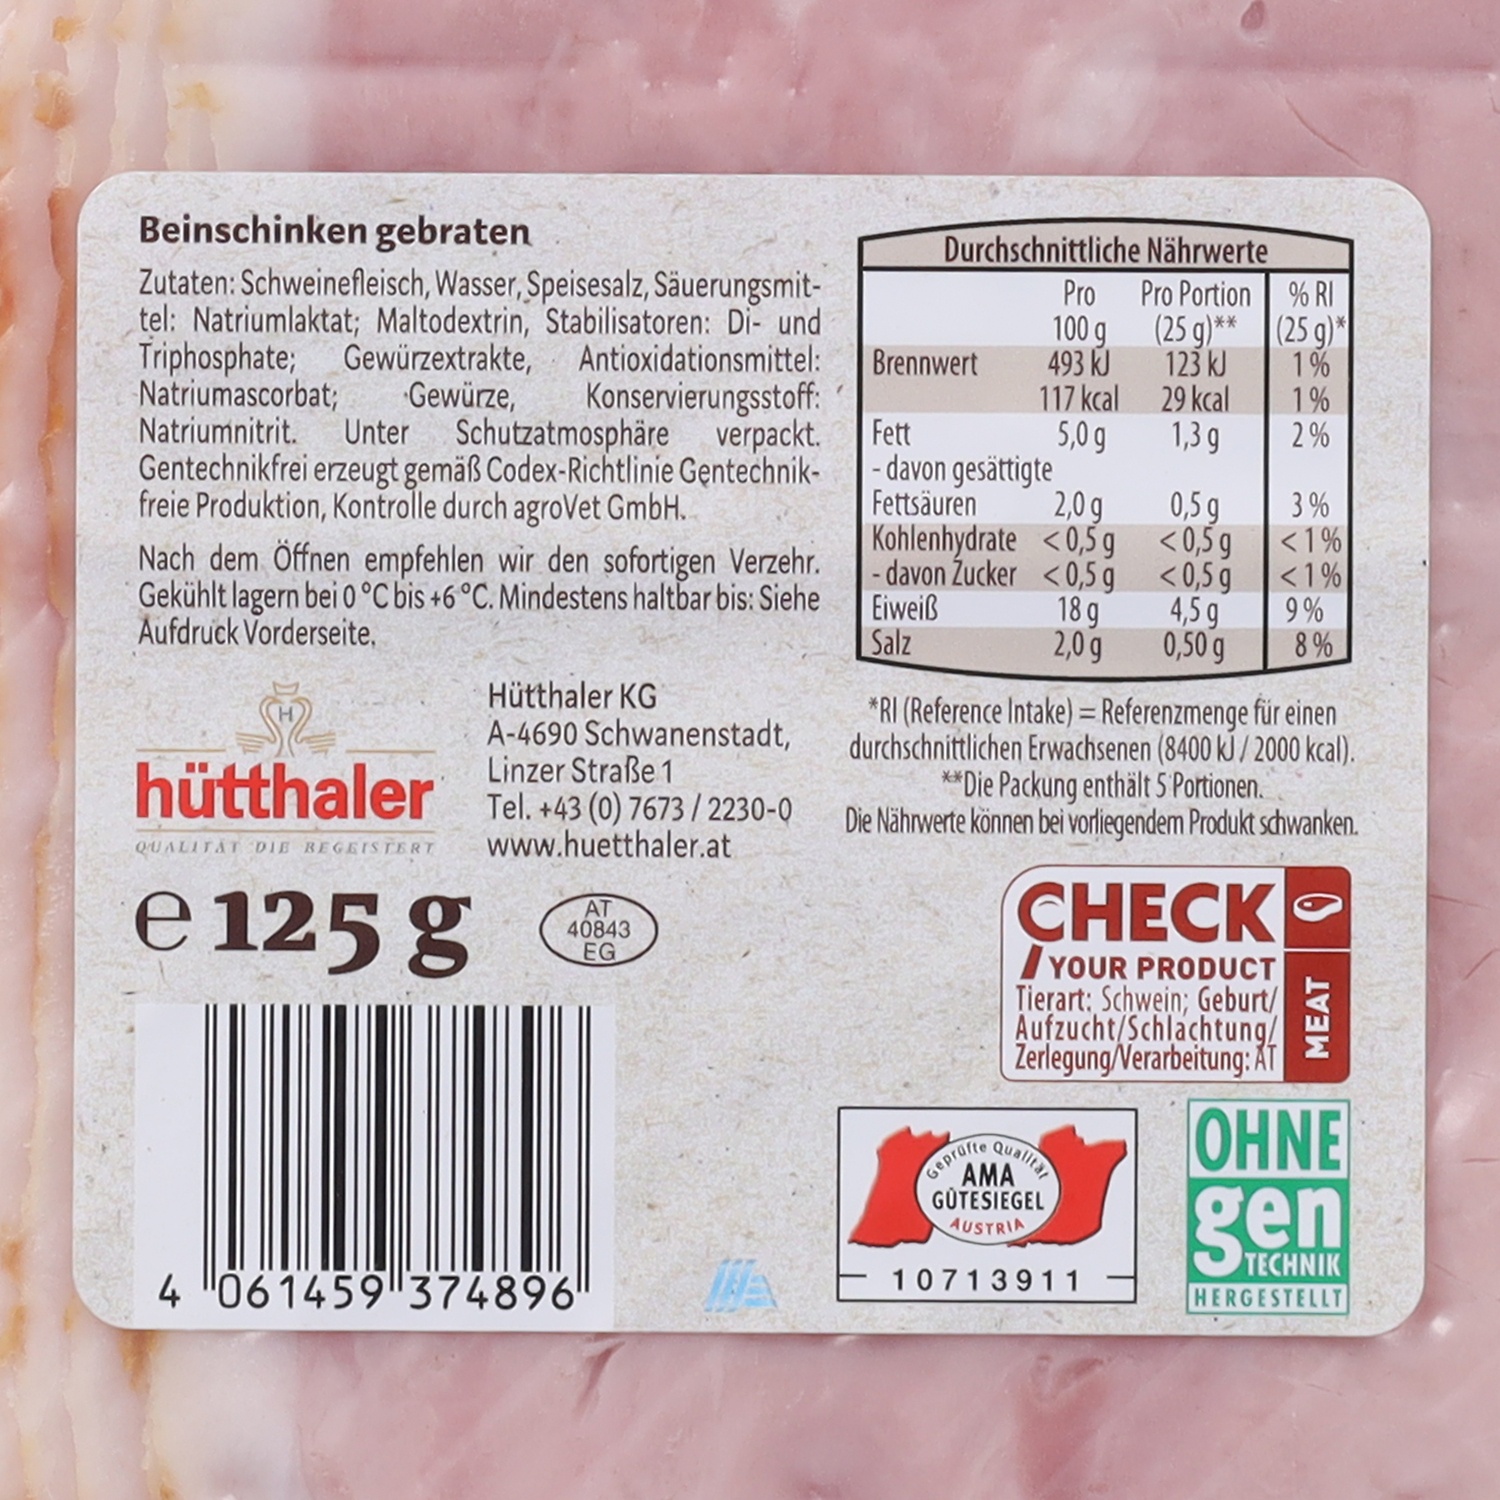 Beinschinken gebraten
Zutaten: Schweinefleisch, Wasser, Speisesalz, Säuerungsmit-
tel: Natriumlaktat; Maltodextrin, Stabilisatoren: Di- und
Triphosphate; Gewürzextrakte, Antioxidationsmittel:
Natriumascorbat; Gewürze, Konservierungsstoff:
Natriumnitrit. Unter Schutzatmosphäre verpackt.
Gentechnikfrei erzeugt gemäß Codex-Richtlinie Gentechnik-
freie Produktion, Kontrolle durch agroVet GmbH.
Nach dem Öffnen empfehlen wir den sofortigen Verzehr.
Gekühlt lagern bei 0 °C bis +6 °C. Mindestens haltbar bis: Siehe
Aufdruck Vorderseite.
H
hütthaler
QUALITÄT DIE BEGEISTERT
Hütthaler KG
A-4690 Schwanenstadt,
Linzer Straße 1
Tel. +43 (0) 7673 / 2230-0
www.huetthaler.at
e 125 g
AT
40843
EG
4 061459 374896
Durchschnittliche Nährwerte
Pro Pro Portion % RI
100 g (25 g)** (25 g)*
Brennwert 493 kJ 123 kJ 1 %
117 kcal 29 kcal 1 %
Fett 5,0 g 1,3 g 2 %
- davon gesättigte
Fettsäuren 2,0 g 0,5 g 3 %
Kohlenhydrate < 0,5 g < 0,5 g < 1 %
- davon Zucker < 0,5 g < 0,5 g < 1 %
Eiweiß 18 g 4,5 g 9 %
Salz 2,0 g 0,50 g 8 %
*RI (Reference Intake) = Referenzmenge für einen
durchschnittlichen Erwachsenen (8400 kJ / 2000 kcal).
**Die Packung enthält 5 Portionen.
Die Nährwerte können bei vorliegendem Produkt schwanken.
CHECK
YOUR PRODUCT
Tierart: Schwein; Geburt/
Aufzucht/Schlachtung/
Zerlegung/Verarbeitung: AT
MEAT
Geprüfte Qualität
AMA
GÜTESIEGEL
AUSTRIA
10713911
OHNE
gen
TECHNIK
HERGESTELLT